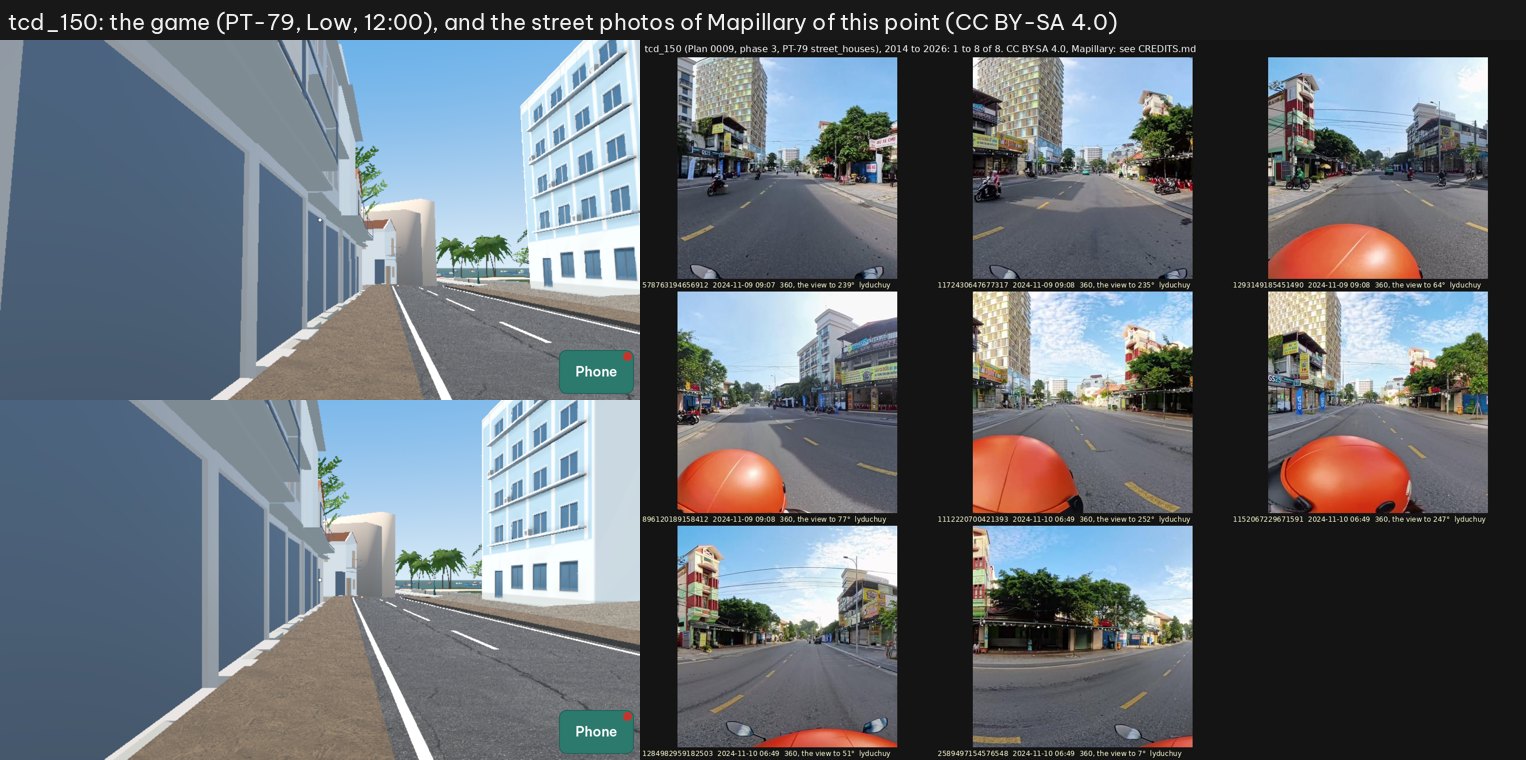 tcd_150: the game (PT-79, Low, 12:00), and the street photos of Mapillary of this point (CC BY-SA 4.0)
tcd_150 (Plan 0009, phase 3, PT-79 street_houses), 2014 to 2026: 1 to 8 of 8. CC BY-SA 4.0, Mapillary: see CREDITS.md
578763194656912 2024-11-09 09:07 360, the view to 239° lyduchuy
1172430647677317 2024-11-09 09:08 360, the view to 235° lyduchuy
1293149185451490 2024-11-09 09:08 360, the view to 64° lyduchuy
Phone
896120189158412 2024-11-09 09:08 360, the view to 77° lyduchuy
1112220700421393 2024-11-10 06:49 360, the view to 252° lyduchuy
1152067229671591 2024-11-10 06:49 360, the view to 247° lyduchuy
Phone
1284982959182503 2024-11-10 06:49 360, the view to 51° lyduchuy
2589497154576548 2024-11-10 06:49 360, the view to 7° lyduchuy